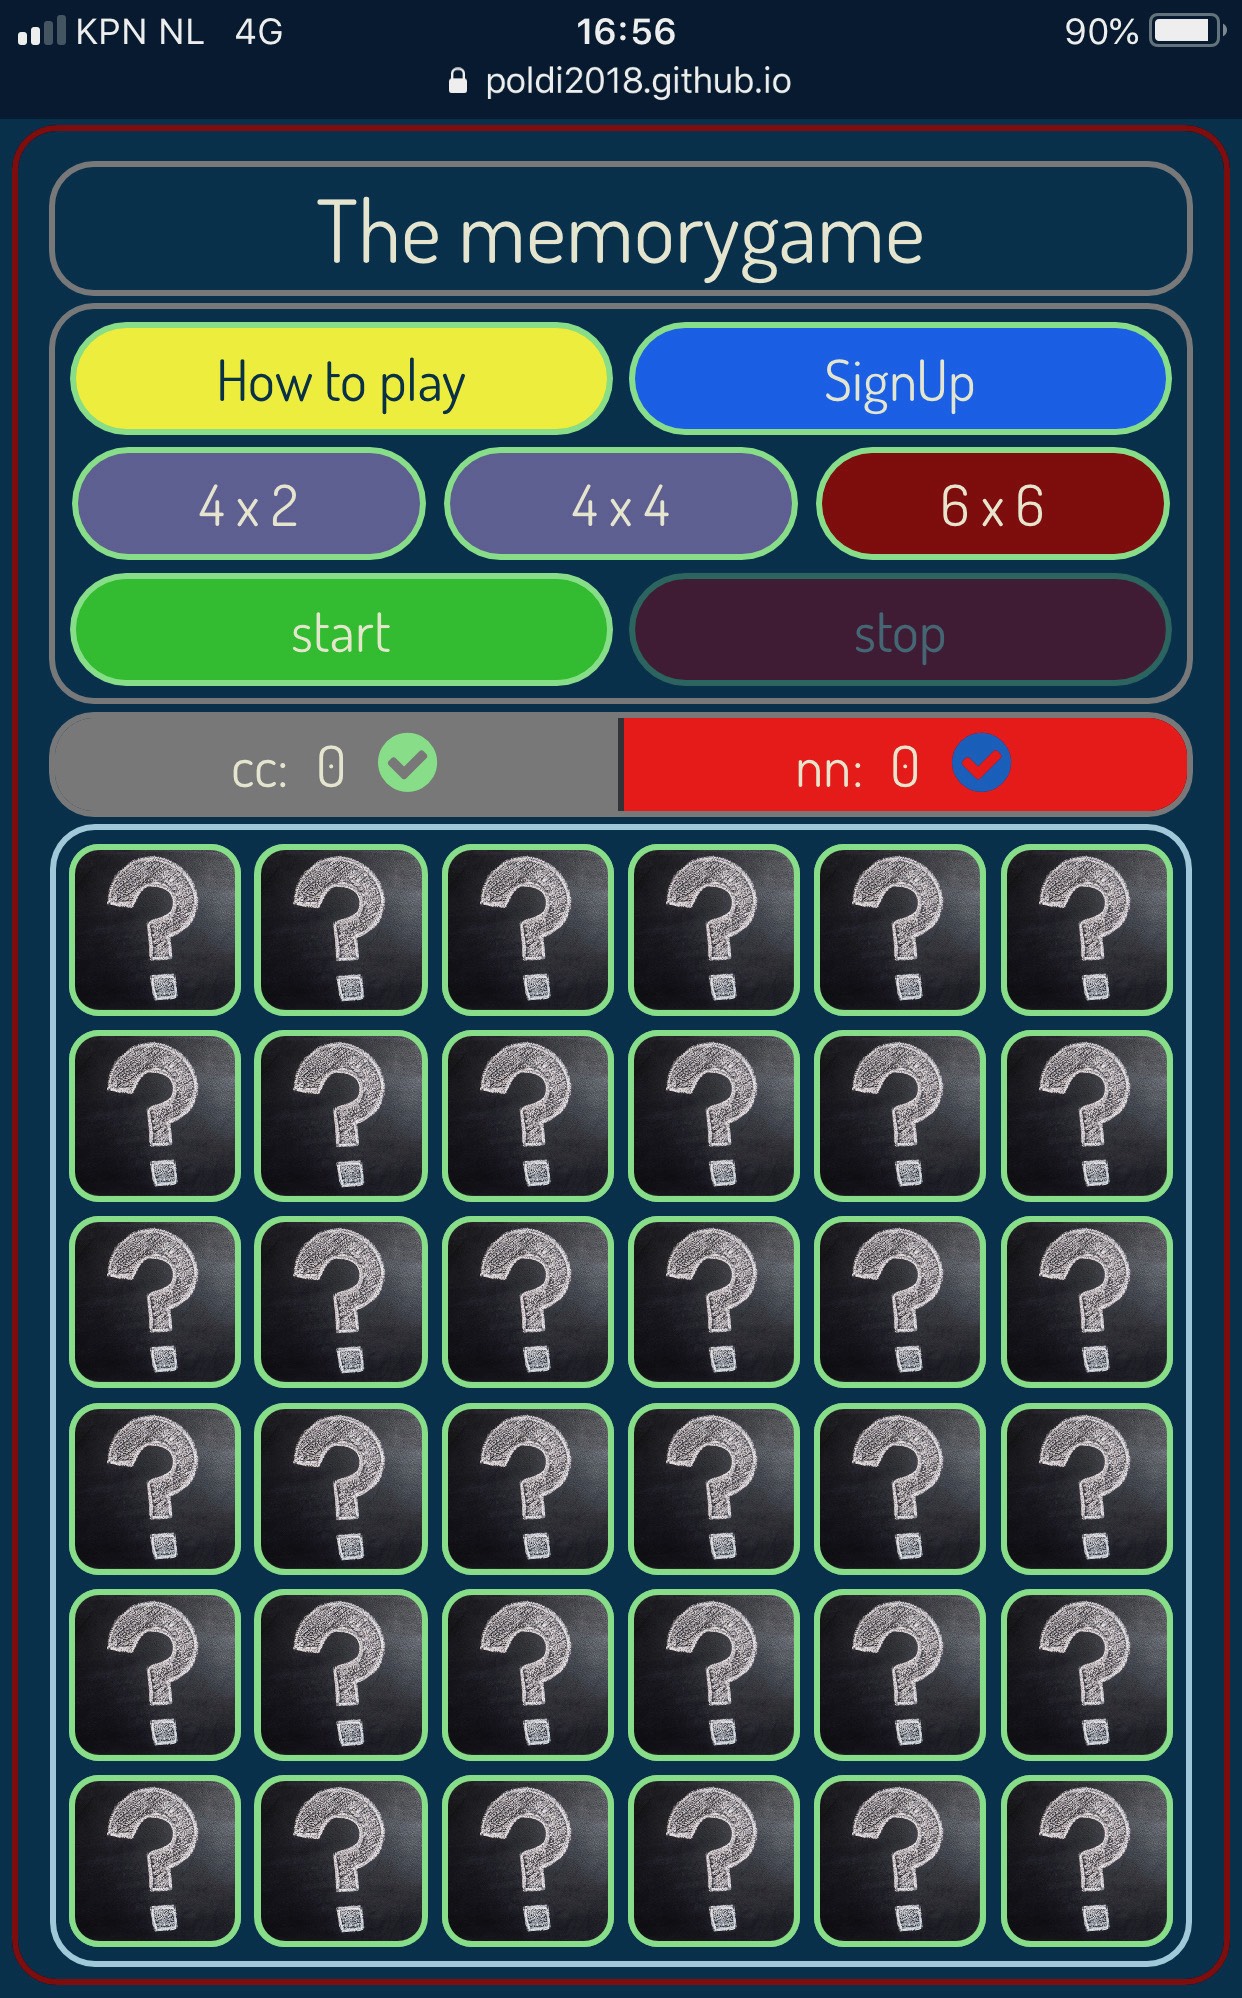 KPN NL 4G 16:56 90%
poldi2018.github.io
The memorygame
How to play SignUp
4 x 2 4 x 4 6 x 6
start stop
cc: 0 nn: 0
? ? ? ? ? ?
? ? ? ? ? ?
? ? ? ? ? ?
? ? ? ? ? ?
? ? ? ? ? ?
? ? ? ? ? ?